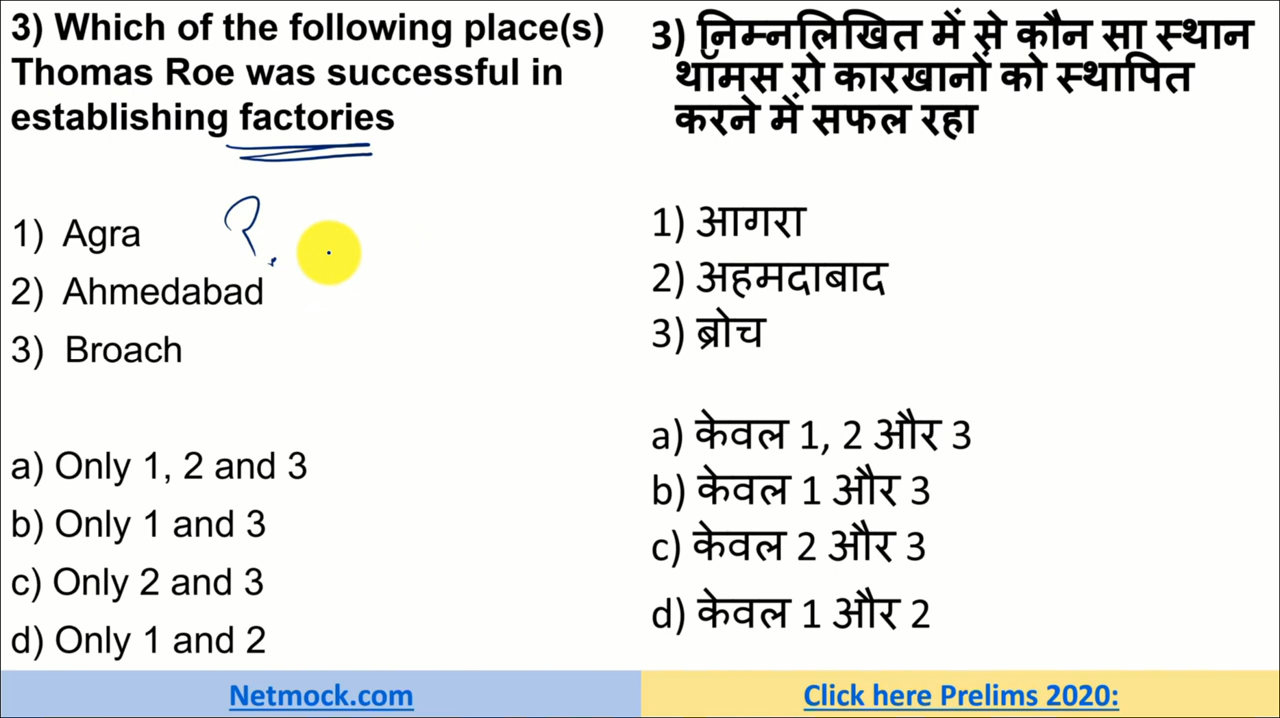 3) Which of the following place(s)
Thomas Roe was successful in
establishing factories
1) Agra
2) Ahmedabad
3) Broach
a) Only 1, 2 and 3
b) Only 1 and 3
c) Only 2 and 3
d) Only 1 and 2
Netmock.com
3) निम्नलिखित में से कौन सा स्थान
थॉमस रो कारखानों को स्थापित
करने में सफल रहा
1) आगरा
2) अहमदाबाद
3) ब्रोच
a) केवल 1, 2 और 3
b) केवल 1 और 3
c) केवल 2 और 3
d) केवल 1 और 2
Click here Prelims 2020: